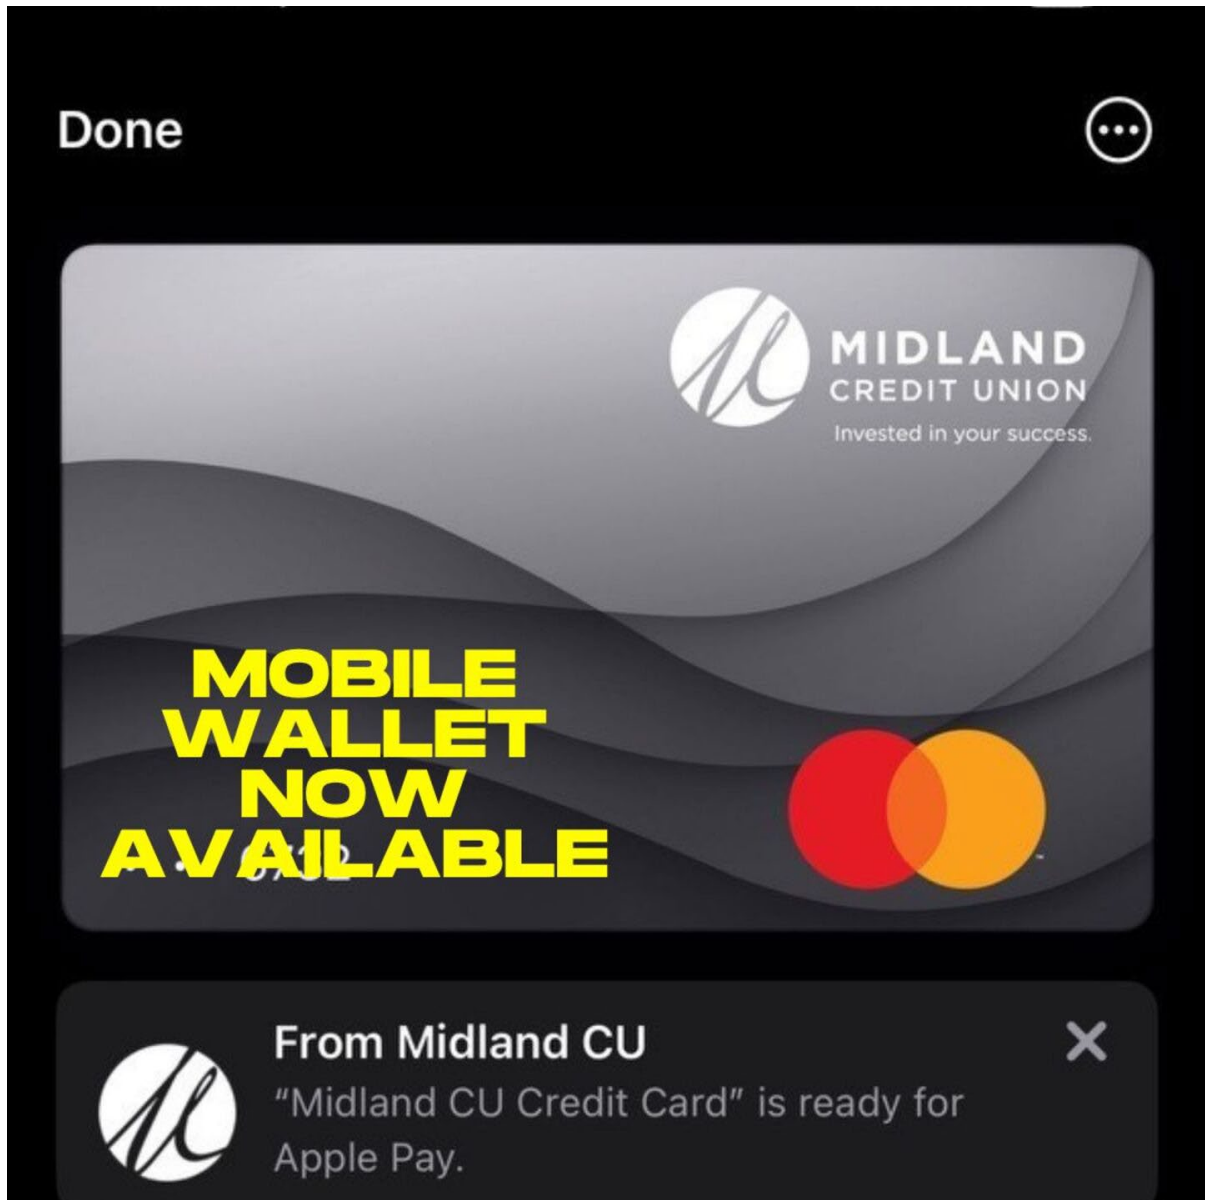 Done
MIDLAND
CREDIT UNION
Invested in your success.
MOBILE
WALLET
NOW
AVAILABLE
From Midland CU
“Midland CU Credit Card” is ready for
Apple Pay.